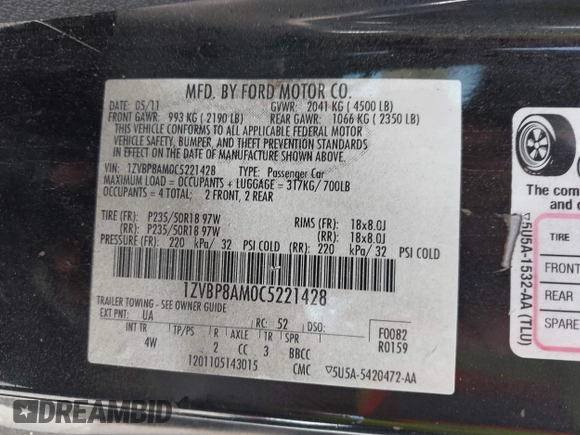 MFD. BY FORD MOTOR CO.
DATE: 05/11 GVWR: 2041 KG ( 4500 LB)
FRONT GAWR: 993 KG ( 2190 LB) REAR GAWR: 1066 KG ( 2350 LB)
THIS VEHICLE CONFORMS TO ALL APPLICABLE FEDERAL MOTOR
VEHICLE SAFETY, BUMPER, AND THEFT PREVENTION STANDARDS
IN EFFECT ON THE DATE OF MANUFACTURE SHOWN ABOVE.
VIN: 1ZVBP8AM0C5221428 TYPE: Passenger Car
MAXIMUM LOAD = OCCUPANTS + LUGGAGE = 317KG/700LB
OCCUPANTS = 4 TOTAL: 2 FRONT, 2 REAR
TIRE (FR): P235/50R18 97W RIMS (FR): 18x8.0J
(RR): P235/50R18 97W (RR): 18x8.0J
PRESSURE (FR): 220 kPa/ 32 PSI COLD (RR): 220 kPa/ 32 PSI COLD
1ZVBP8AM0C5221428
TRAILER TOWING - SEE OWNER GUIDE
EXT PNT: UA RC: 52 DSO: F0082
INT TR TP/PS R AXLE TR SPR R0159
4W 2 CC 3 BBCC
1201105T43015 CMC ▽5U5A-5420472-AA
The com
and e
TIRE
FRONT
REAR
SPARE
▽5U5A-1532-AA (TLU)
DREAMBID